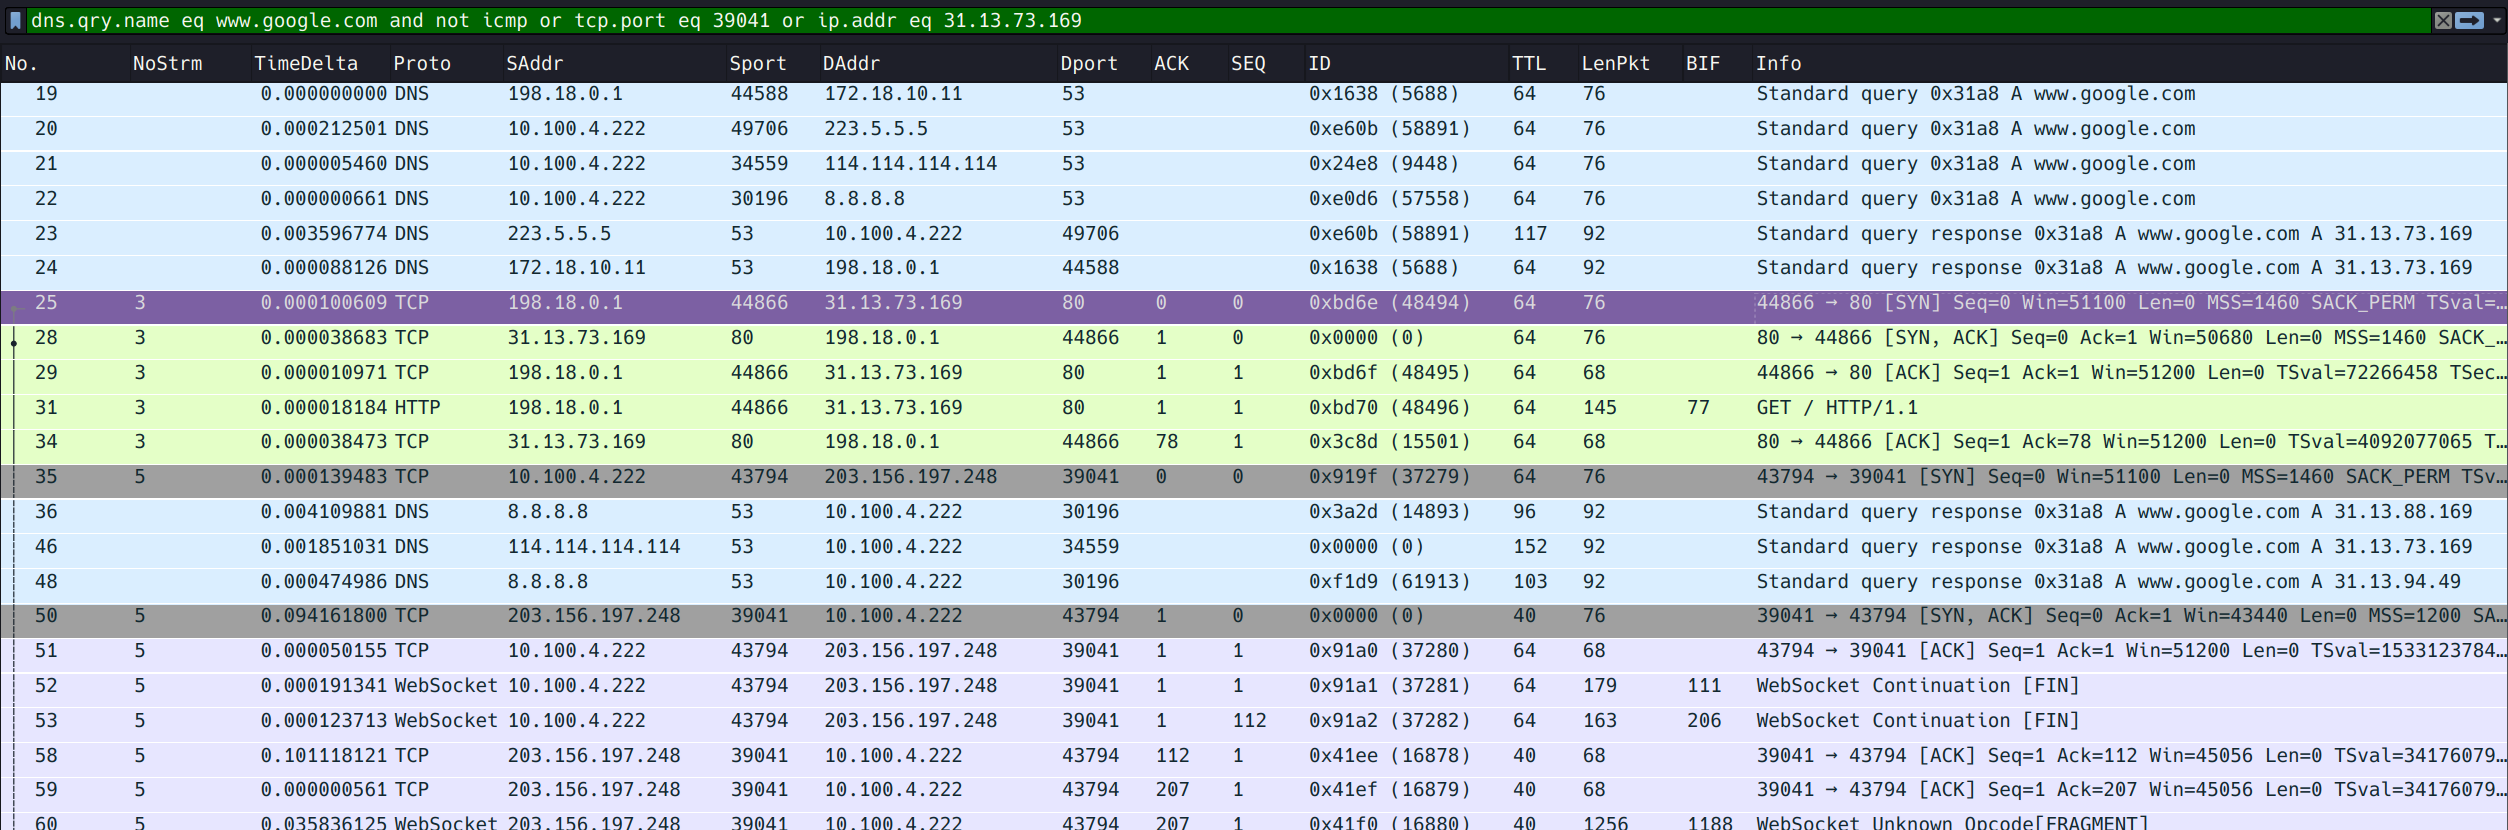 dns.qry.name eq www.google.com and not icmp or tcp.port eq 39041 or ip.addr eq 31.13.73.169
No. NoStrm TimeDelta Proto SAddr Sport DAddr Dport ACK SEQ ID TTL LenPkt BIF Info
19 0.000000000 DNS 198.18.0.1 44588 172.18.10.11 53 0x1638 (5688) 64 76 Standard query 0x31a8 A www.google.com
20 0.000212501 DNS 10.100.4.222 49706 223.5.5.5 53 0xe60b (58891) 64 76 Standard query 0x31a8 A www.google.com
21 0.000005460 DNS 10.100.4.222 34559 114.114.114.114 53 0x24e8 (9448) 64 76 Standard query 0x31a8 A www.google.com
22 0.000000661 DNS 10.100.4.222 30196 8.8.8.8 53 0xe0d6 (57558) 64 76 Standard query 0x31a8 A www.google.com
23 0.003596774 DNS 223.5.5.5 53 10.100.4.222 49706 0xe60b (58891) 117 92 Standard query response 0x31a8 A www.google.com A 31.13.73.169
24 0.000088126 DNS 172.18.10.11 53 198.18.0.1 44588 0x1638 (5688) 64 92 Standard query response 0x31a8 A www.google.com A 31.13.73.169
25 3 0.000100609 TCP 198.18.0.1 44866 31.13.73.169 80 0 0 0xbd6e (48494) 64 76 44866 → 80 [SYN] Seq=0 Win=51100 Len=0 MSS=1460 SACK_PERM TSval=…
28 3 0.000038683 TCP 31.13.73.169 80 198.18.0.1 44866 1 0 0x0000 (0) 64 76 80 → 44866 [SYN, ACK] Seq=0 Ack=1 Win=50680 Len=0 MSS=1460 SACK_…
29 3 0.000010971 TCP 198.18.0.1 44866 31.13.73.169 80 1 1 0xbd6f (48495) 64 68 44866 → 80 [ACK] Seq=1 Ack=1 Win=51200 Len=0 TSval=72266458 TSec…
31 3 0.000018184 HTTP 198.18.0.1 44866 31.13.73.169 80 1 1 0xbd70 (48496) 64 145 77 GET / HTTP/1.1
34 3 0.000038473 TCP 31.13.73.169 80 198.18.0.1 44866 78 1 0x3c8d (15501) 64 68 80 → 44866 [ACK] Seq=1 Ack=78 Win=51200 Len=0 TSval=4092077065 T…
35 5 0.000139483 TCP 10.100.4.222 43794 203.156.197.248 39041 0 0 0x919f (37279) 64 76 43794 → 39041 [SYN] Seq=0 Win=51100 Len=0 MSS=1460 SACK_PERM TSv…
36 0.004109881 DNS 8.8.8.8 53 10.100.4.222 30196 0x3a2d (14893) 96 92 Standard query response 0x31a8 A www.google.com A 31.13.88.169
46 0.001851031 DNS 114.114.114.114 53 10.100.4.222 34559 0x0000 (0) 152 92 Standard query response 0x31a8 A www.google.com A 31.13.73.169
48 0.000474986 DNS 8.8.8.8 53 10.100.4.222 30196 0xf1d9 (61913) 103 92 Standard query response 0x31a8 A www.google.com A 31.13.94.49
50 5 0.094161800 TCP 203.156.197.248 39041 10.100.4.222 43794 1 0 0x0000 (0) 40 76 39041 → 43794 [SYN, ACK] Seq=0 Ack=1 Win=43440 Len=0 MSS=1200 SA…
51 5 0.000050155 TCP 10.100.4.222 43794 203.156.197.248 39041 1 1 0x91a0 (37280) 64 68 43794 → 39041 [ACK] Seq=1 Ack=1 Win=51200 Len=0 TSval=1533123784…
52 5 0.000191341 WebSocket 10.100.4.222 43794 203.156.197.248 39041 1 1 0x91a1 (37281) 64 179 111 WebSocket Continuation [FIN]
53 5 0.000123713 WebSocket 10.100.4.222 43794 203.156.197.248 39041 1 112 0x91a2 (37282) 64 163 206 WebSocket Continuation [FIN]
58 5 0.101118121 TCP 203.156.197.248 39041 10.100.4.222 43794 112 1 0x41ee (16878) 40 68 39041 → 43794 [ACK] Seq=1 Ack=112 Win=45056 Len=0 TSval=34176079…
59 5 0.000000561 TCP 203.156.197.248 39041 10.100.4.222 43794 207 1 0x41ef (16879) 40 68 39041 → 43794 [ACK] Seq=1 Ack=207 Win=45056 Len=0 TSval=34176079…
60 5 0.035836125 WebSocket 203.156.197.248 39041 10.100.4.222 43794 207 1 0x41f0 (16880) 40 1256 1188 WebSocket Unknown Opcode[FRAGMENT]